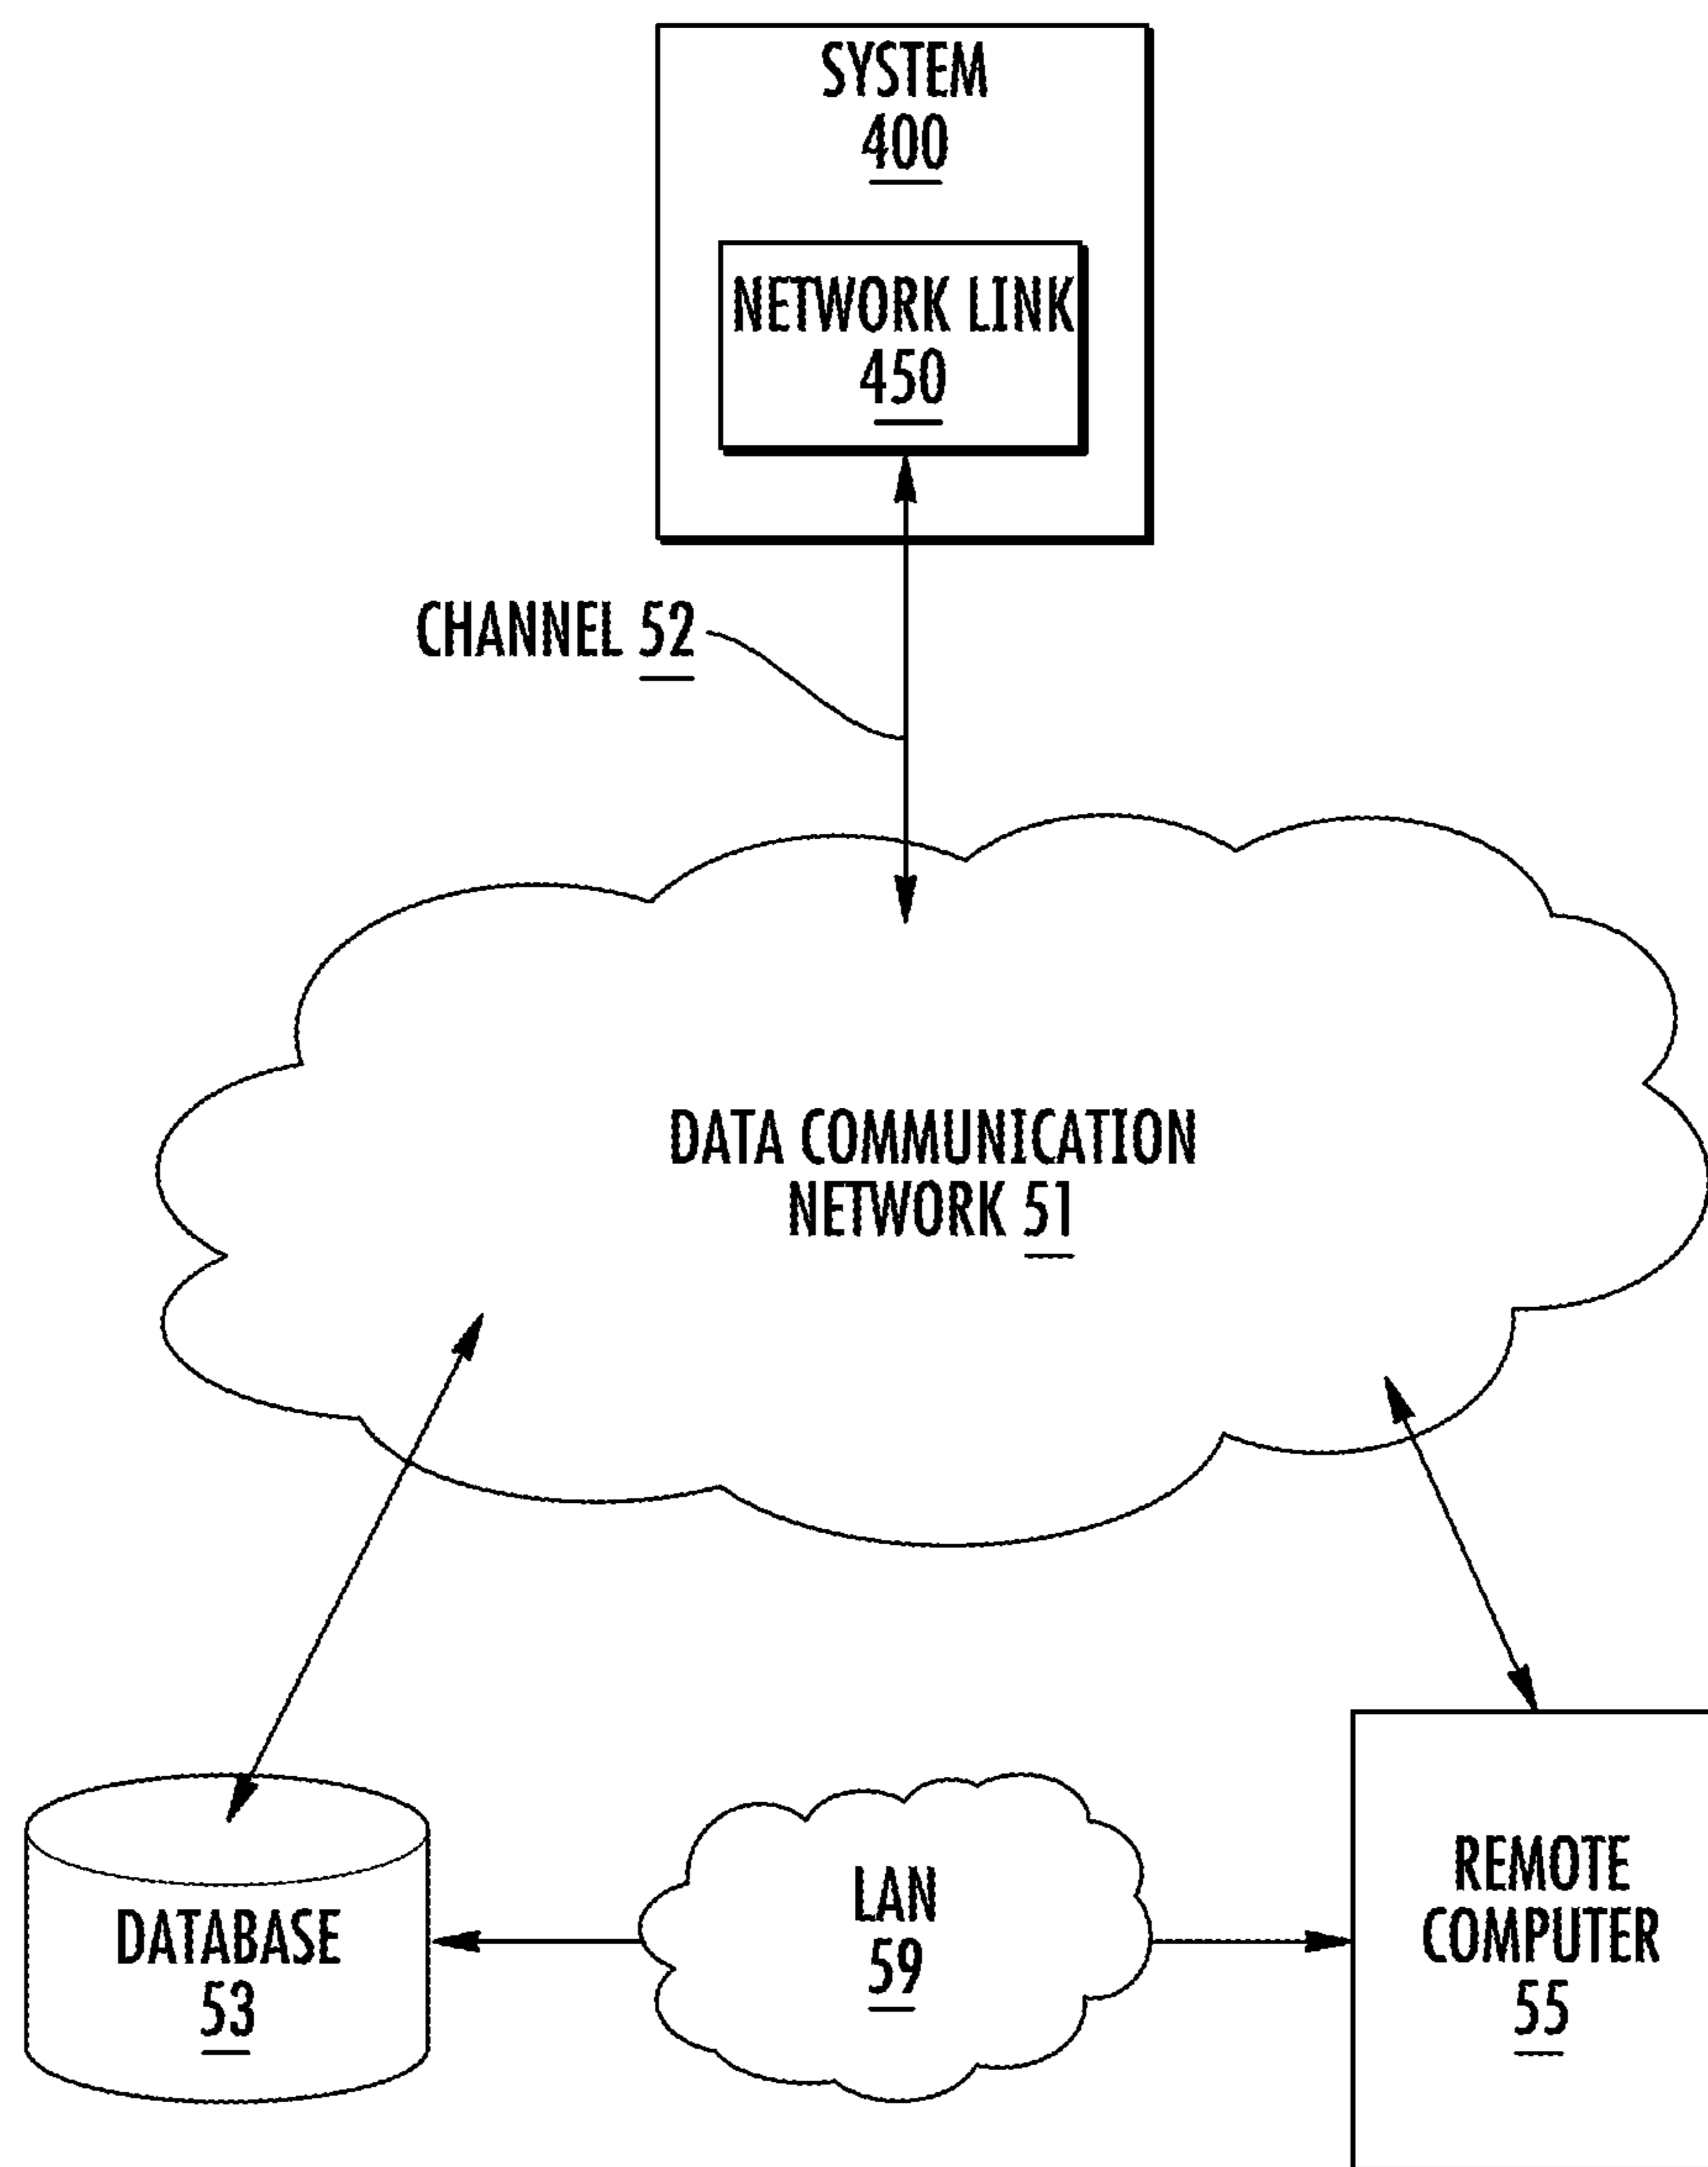 SYSTEM
400
NETWORK LINK
450
CHANNEL 52
DATA COMMUNICATION
NETWORK 51
DATABASE
53
LAN
59
REMOTE
COMPUTER
55